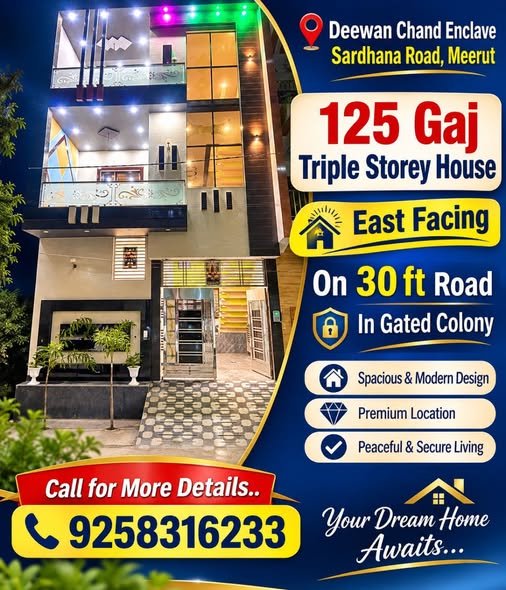 Deewan Chand Enclave
Sardhana Road, Meerut
125 Gaj
Triple Storey House
East Facing
On 30 ft Road
In Gated Colony
Spacious & Modern Design
Premium Location
Peaceful & Secure Living
Call for More Details..
9258316233
Your Dream Home
Awaits...